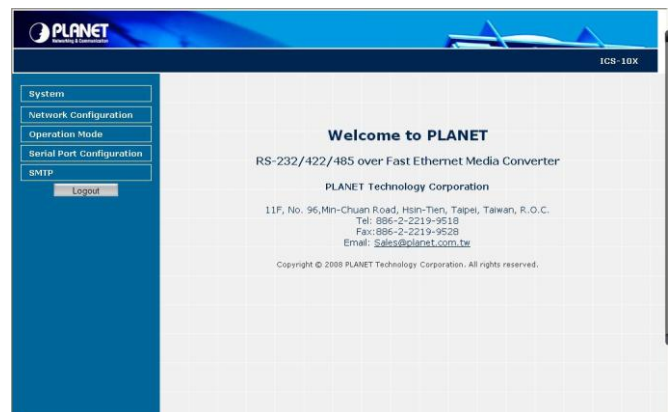 PLANET
Networking & Communication
ICS-10X
System
Network Configuration
Operation Mode
Serial Port Configuration
SMTP
Logout
Welcome to PLANET
RS-232/422/485 over Fast Ethernet Media Converter
PLANET Technology Corporation
11F, No. 96,Min-Chuan Road, Hsin-Tien, Taipei, Taiwan, R.O.C.
Tel: 886-2-2219-9518
Fax:886-2-2219-9528
Email: Sales@planet.com.tw
Copyright © 2008 PLANET Technology Corporation. All rights reserved.